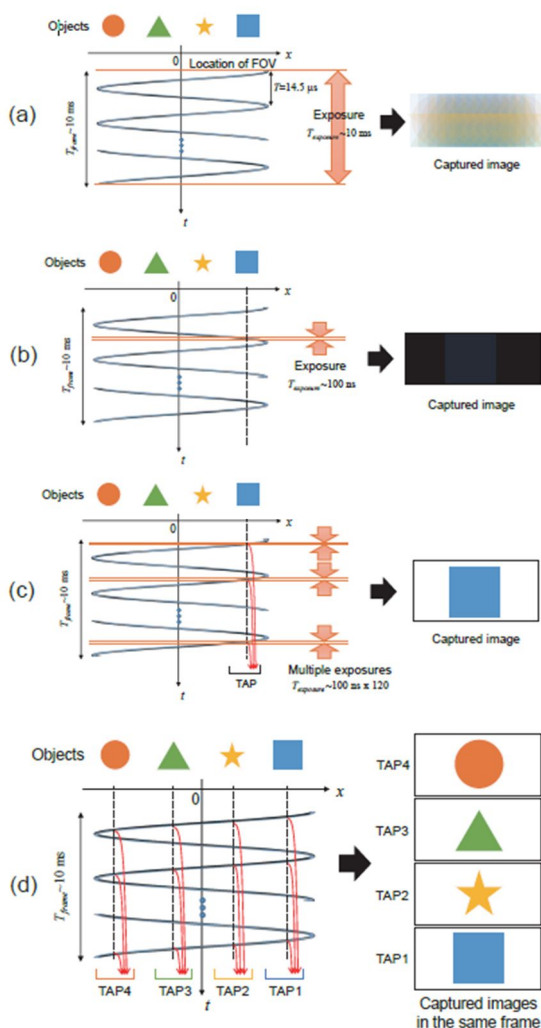 Objects
x
0
Location of FOV
T=14.5 μs
(a)
T_frame~10 ms
Exposure
T_exposure~10 ms
Captured image
t
Objects
x
0
(b)
T_frame~10 ms
Exposure
T_exposure~100 ns
Captured image
t
Objects
x
0
(c)
T_frame~10 ms
Captured image
TAP
Multiple exposures
T_exposure~100 ns x 120
t
Objects
x
0
TAP4
TAP3
(d)
T_frame~10 ms
TAP2
TAP1
TAP4 TAP3 TAP2 TAP1
t
Captured images
in the same frame